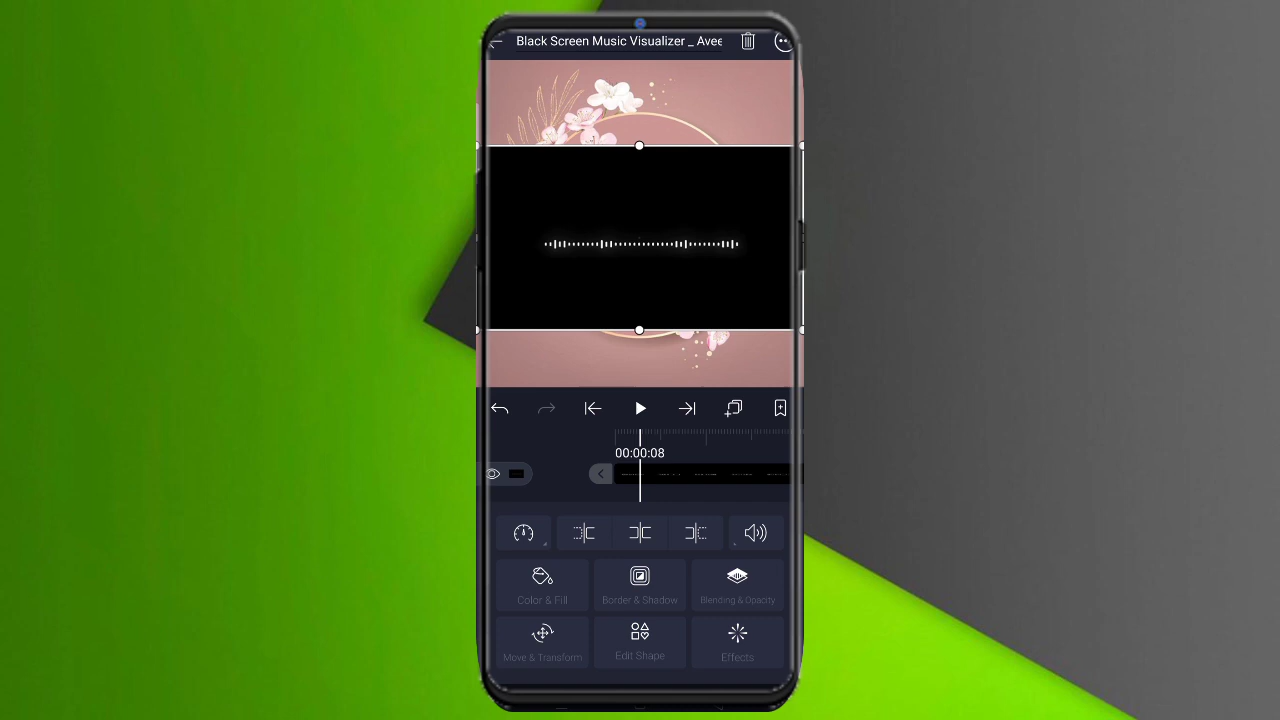 Black Screen Music Visualizer _ Avee
00:00:08
Color & Fill
Border & Shadow
Blending & Opacity
Move & Transform
Edit Shape
Effects